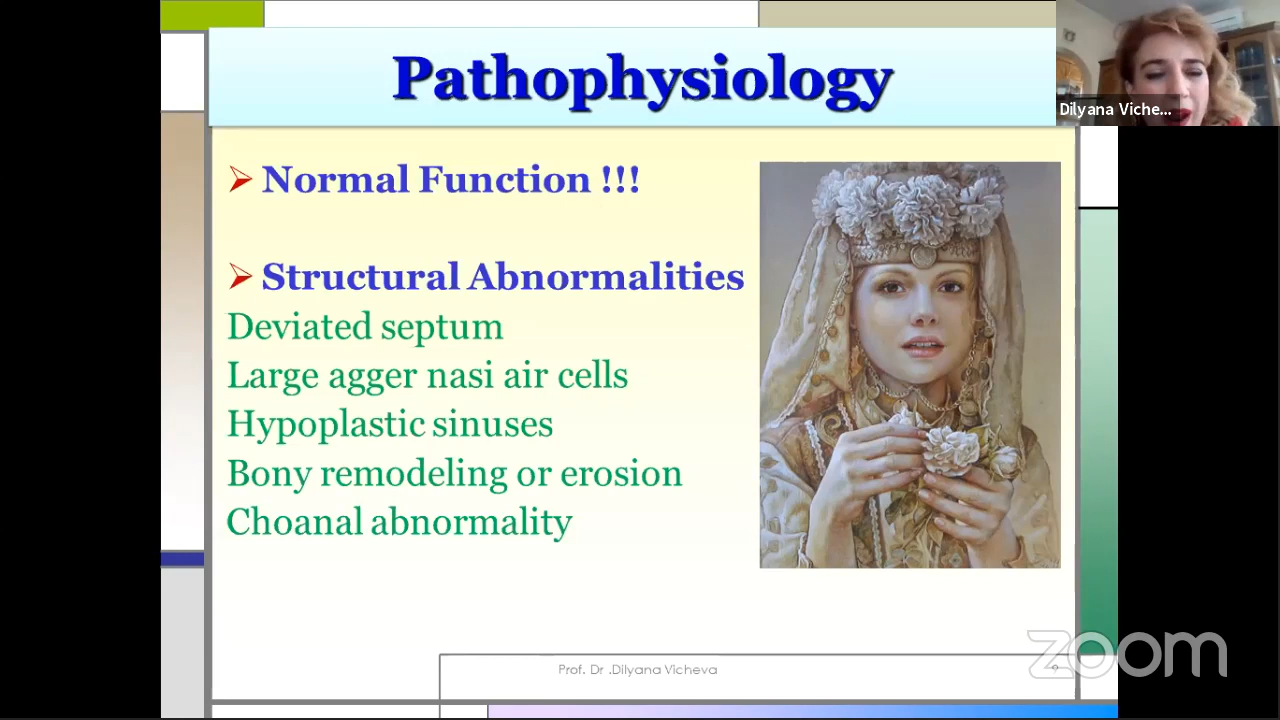 Pathophysiology
Dilyana Viche...
➢ Normal Function !!!
➢ Structural Abnormalities
Deviated septum
Large agger nasi air cells
Hypoplastic sinuses
Bony remodeling or erosion
Choanal abnormality
Prof. Dr .Dilyana Vicheva
9
zoom